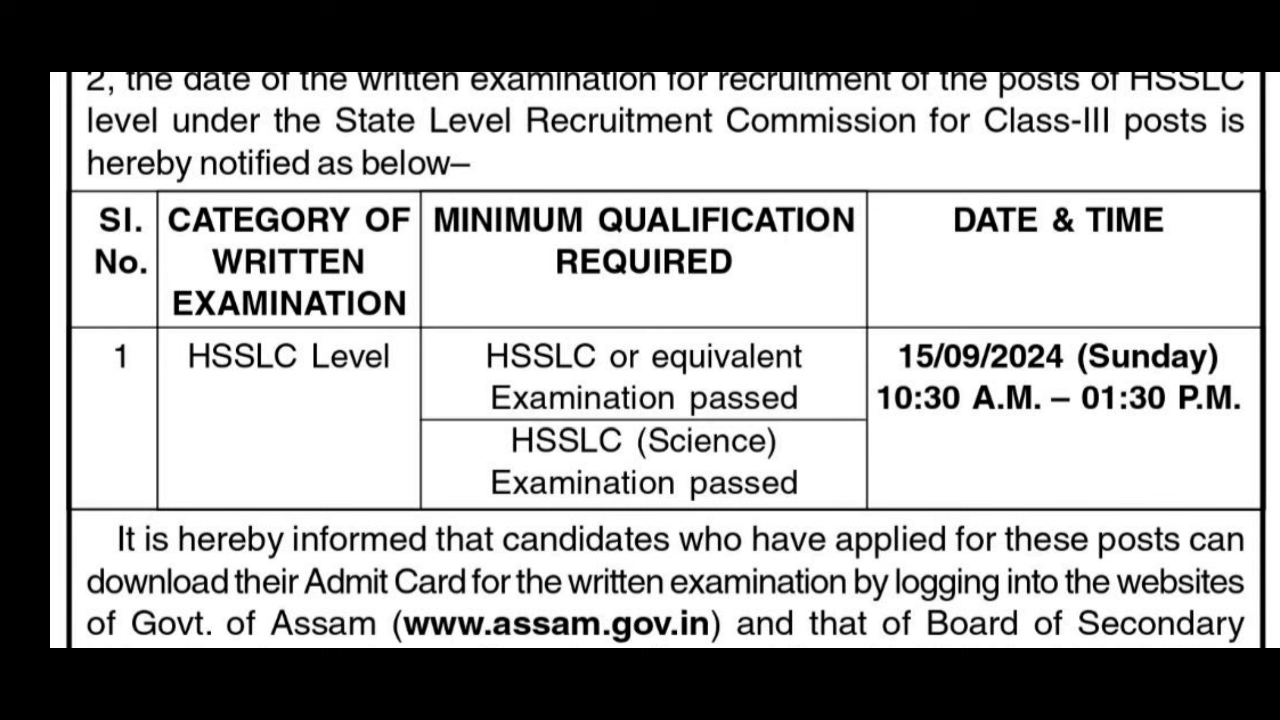 2, the date of the written examination for recruitment of the posts of HSSLC
level under the State Level Recruitment Commission for Class-III posts is
hereby notified as below–
Sl. No.
CATEGORY OF WRITTEN EXAMINATION
MINIMUM QUALIFICATION REQUIRED
DATE & TIME
1
HSSLC Level
HSSLC or equivalent
Examination passed
HSSLC (Science)
Examination passed
15/09/2024 (Sunday)
10:30 A.M. – 01:30 P.M.
It is hereby informed that candidates who have applied for these posts can
download their Admit Card for the written examination by logging into the websites
of Govt. of Assam (www.assam.gov.in) and that of Board of Secondary